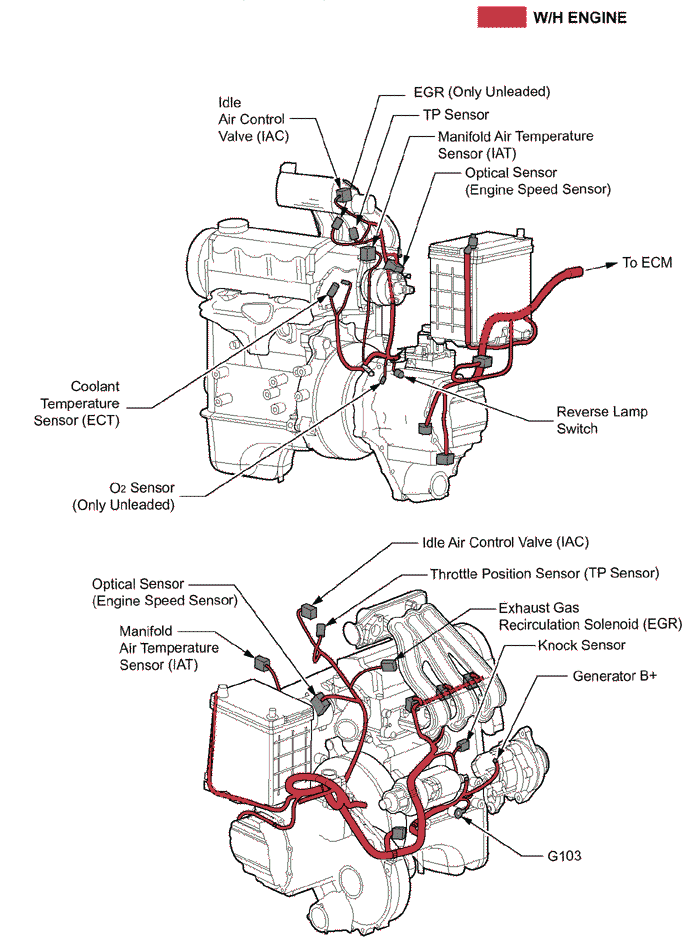 W/H ENGINE
EGR (Only Unleaded)
Idle
Air Control
Valve (IAC)
TP Sensor
Manifold Air Temperature
Sensor (IAT)
Optical Sensor
(Engine Speed Sensor)
To ECM
Coolant
Temperature
Sensor (ECT)
Reverse Lamp
Switch
O2 Sensor
(Only Unleaded)
Idle Air Control Valve (IAC)
Optical Sensor
(Engine Speed Sensor)
Throttle Position Sensor (TP Sensor)
Exhaust Gas
Recirculation Solenoid (EGR)
Manifold
Air Temperature
Sensor (IAT)
Knock Sensor
Generator B+
G103